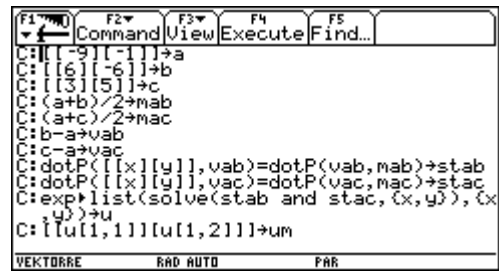 F1 F2▾ F3▾ F4 F5
Command View Execute Find…
C:[[-9][-1]]→a
C:[[6][-6]]→b
C:[[3][5]]→c
C:(a+b)/2→mab
C:(a+c)/2→mac
C:b-a→vab
C:c-a→vac
C:dotP([[x][y]],vab)=dotP(vab,mab)→stab
C:dotP([[x][y]],vac)=dotP(vac,mac)→stac
C:exp▸list(solve(stab and stac,{x,y}),{x
,y})→u
C:[[u[1,1]][u[1,2]]]→um
VEKTORRE RAD AUTO PAR